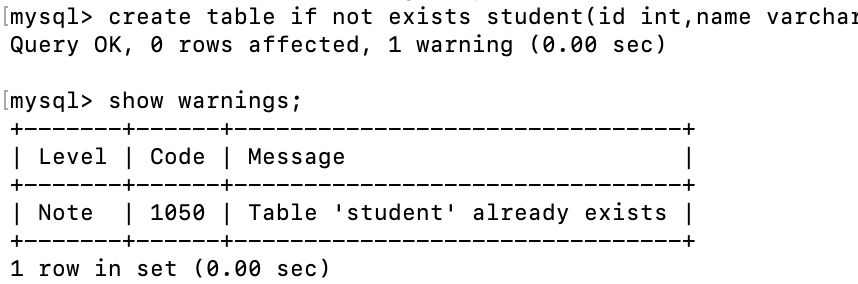 [mysql> create table if not exists student(id int,name varchar
Query OK, 0 rows affected, 1 warning (0.00 sec)
[mysql> show warnings;
+-------+------+---------------------------------+
| Level | Code | Message                         |
+-------+------+---------------------------------+
| Note  | 1050 | Table 'student' already exists |
+-------+------+---------------------------------+
1 row in set (0.00 sec)